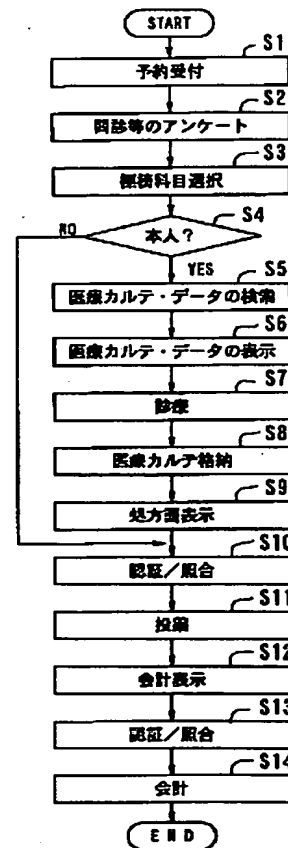 START
S1
予約受付
S2
問診等のアンケート
S3
標榜科目選択
S4
本人?
NO
YES
S5
医療カルテ・データの検索
S6
医療カルテ・データの表示
S7
診療
S8
医療カルテ格納
S9
処方箋表示
S10
認証/照合
S11
投薬
S12
会計表示
S13
認証/照合
S14
会計
END